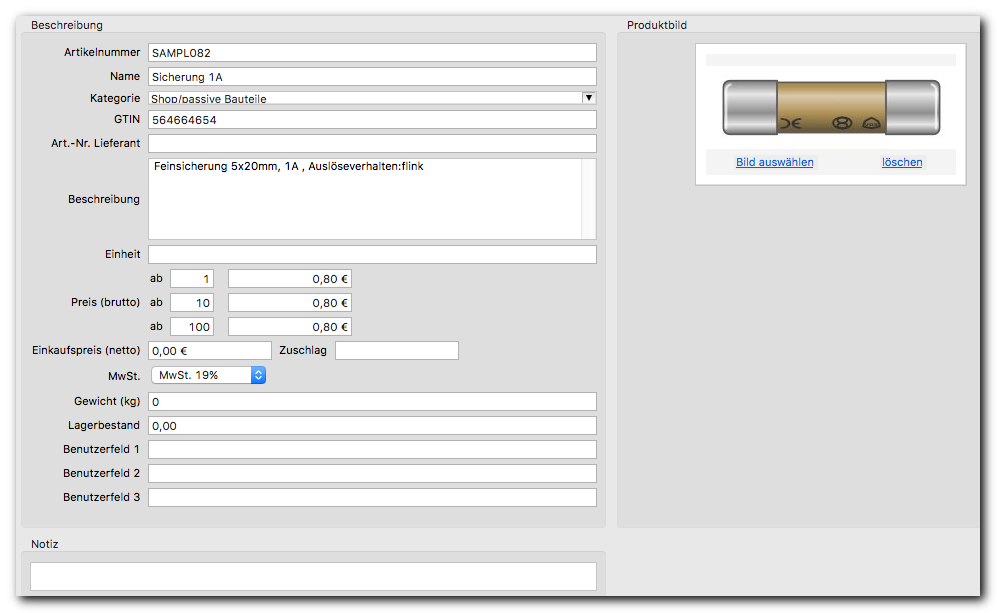 Beschreibung
Artikelnummer SAMPL082
Name Sicherung 1A
Kategorie Shop/passive Bauteile
GTIN 564664654
Art.-Nr. Lieferant
Beschreibung Feinsicherung 5x20mm, 1A , Auslöseverhalten:flink
Einheit
ab 1 0,80 €
Preis (brutto) ab 10 0,80 €
ab 100 0,80 €
Einkaufspreis (netto) 0,00 € Zuschlag
MwSt. MwSt. 19%
Gewicht (kg) 0
Lagerbestand 0,00
Benutzerfeld 1
Benutzerfeld 2
Benutzerfeld 3
Notiz
Produktbild
Bild auswählen löschen